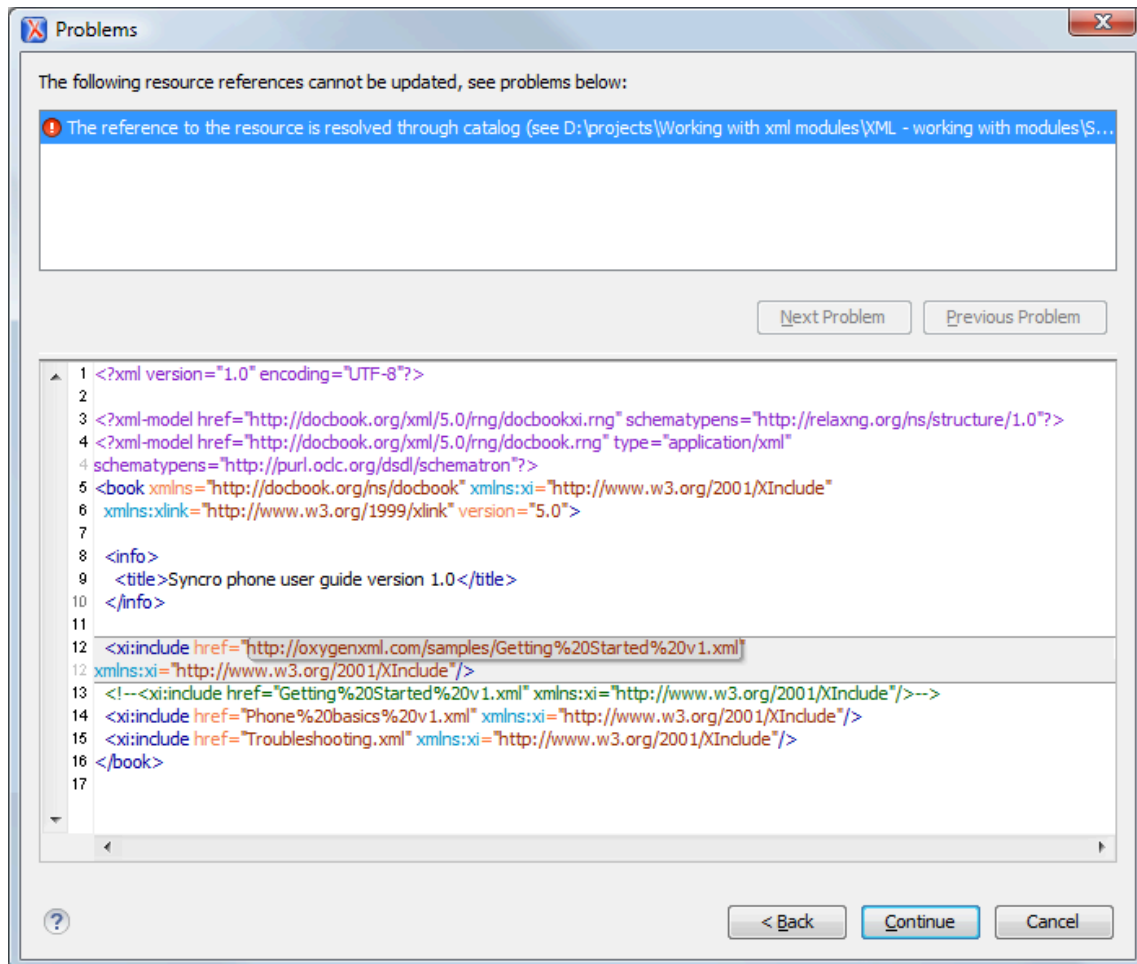 Problems
The following resource references cannot be updated, see problems below:
The reference to the resource is resolved through catalog (see D:\projects\Working with xml modules\XML - working with modules\S...
Next Problem Previous Problem
1 <?xml version="1.0" encoding="UTF-8"?>
2
3 <?xml-model href="http://docbook.org/xml/5.0/rng/docbookxi.rng" schematypens="http://relaxng.org/ns/structure/1.0"?>
4 <?xml-model href="http://docbook.org/xml/5.0/rng/docbook.rng" type="application/xml"
4 schematypens="http://purl.oclc.org/dsdl/schematron"?>
5 <book xmlns="http://docbook.org/ns/docbook" xmlns:xi="http://www.w3.org/2001/XInclude"
6 xmlns:xlink="http://www.w3.org/1999/xlink" version="5.0">
7
8 <info>
9 <title>Syncro phone user guide version 1.0</title>
10 </info>
11
12 <xi:include href="http://oxygenxml.com/samples/Getting%20Started%20v1.xml"
12 xmlns:xi="http://www.w3.org/2001/XInclude"/>
13 <!--<xi:include href="Getting%20Started%20v1.xml" xmlns:xi="http://www.w3.org/2001/XInclude"/>-->
14 <xi:include href="Phone%20basics%20v1.xml" xmlns:xi="http://www.w3.org/2001/XInclude"/>
15 <xi:include href="Troubleshooting.xml" xmlns:xi="http://www.w3.org/2001/XInclude"/>
16 </book>
17
? < Back Continue Cancel